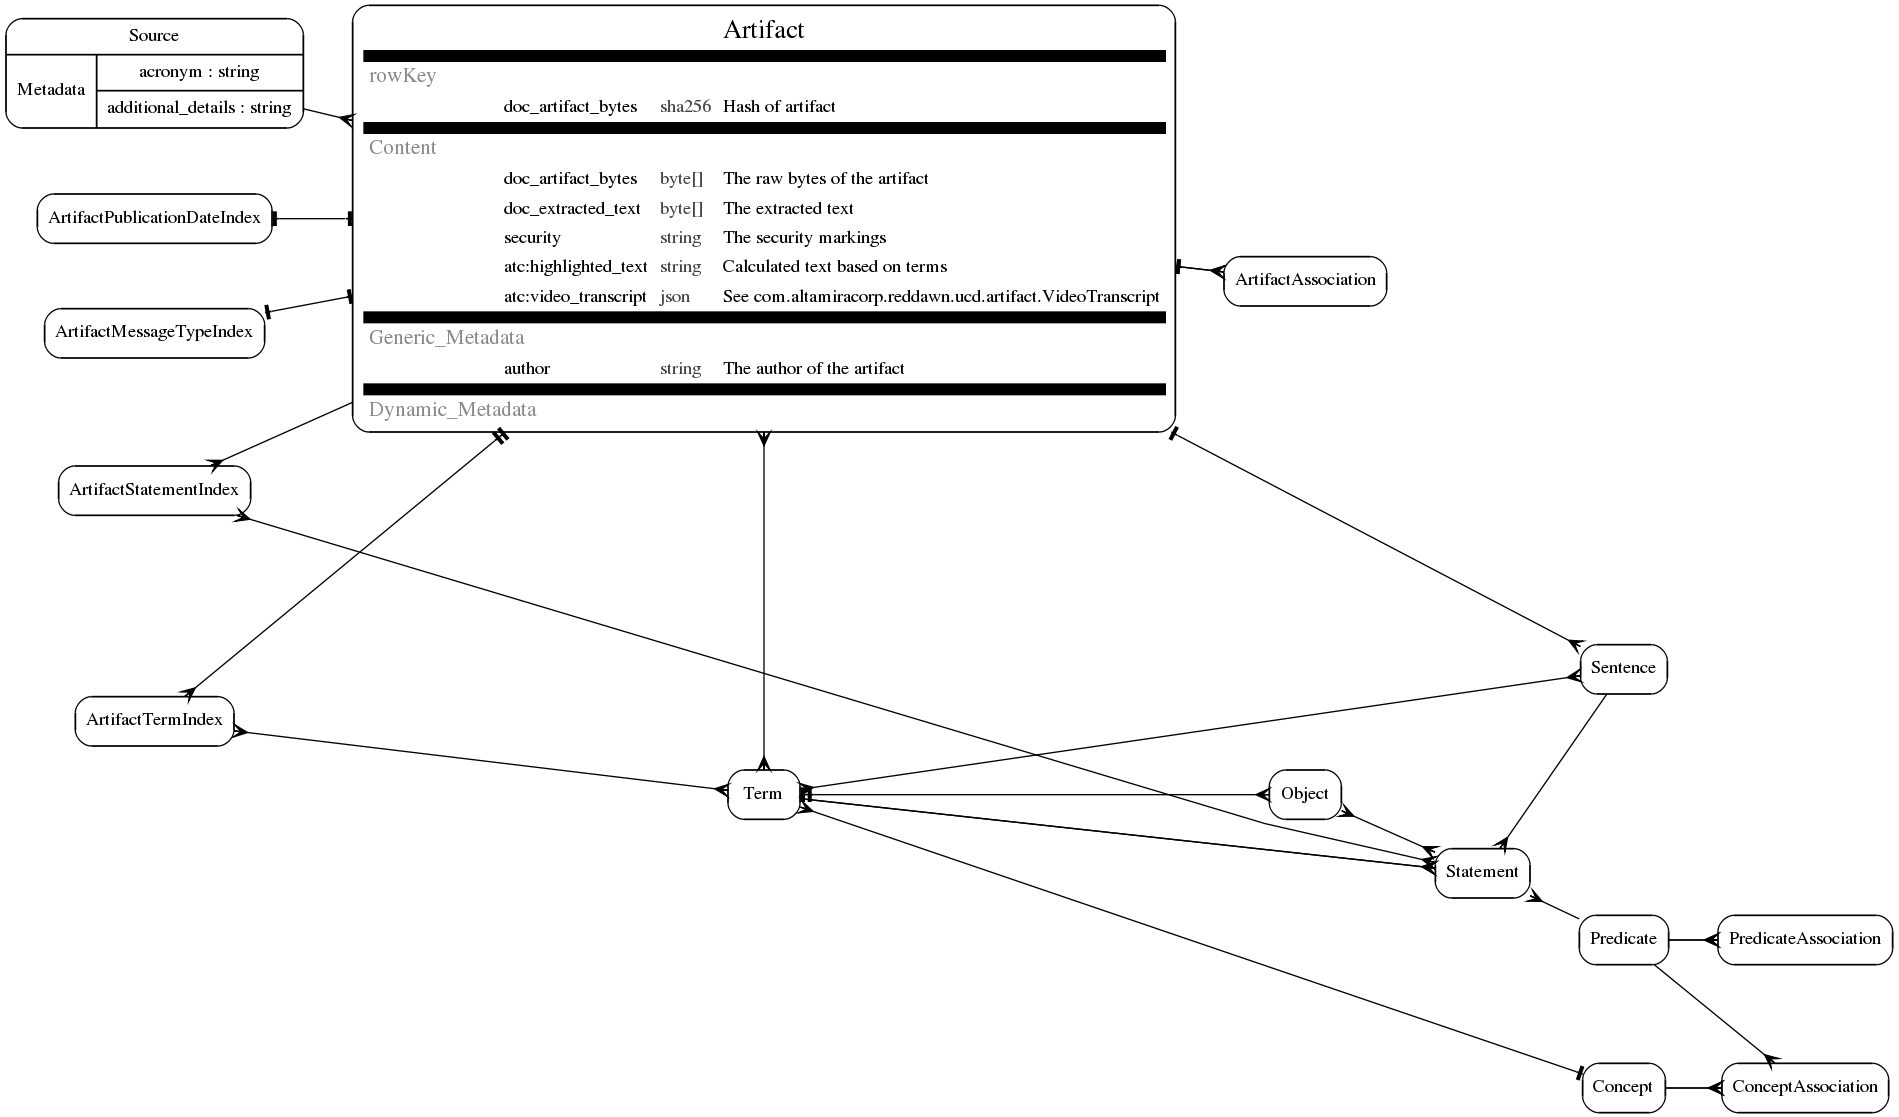 Source
Metadata
acronym : string
additional_details : string
Artifact
rowKey
doc_artifact_bytes sha256 Hash of artifact
Content
doc_artifact_bytes byte[] The raw bytes of the artifact
doc_extracted_text byte[] The extracted text
security string The security markings
atc:highlighted_text string Calculated text based on terms
atc:video_transcript json See com.altamiracorp.reddawn.ucd.artifact.VideoTranscript
Generic_Metadata
author string The author of the artifact
Dynamic_Metadata
ArtifactPublicationDateIndex
ArtifactAssociation
ArtifactMessageTypeIndex
ArtifactStatementIndex
Sentence
ArtifactTermIndex
Term
Object
Statement
Predicate
PredicateAssociation
Concept
ConceptAssociation